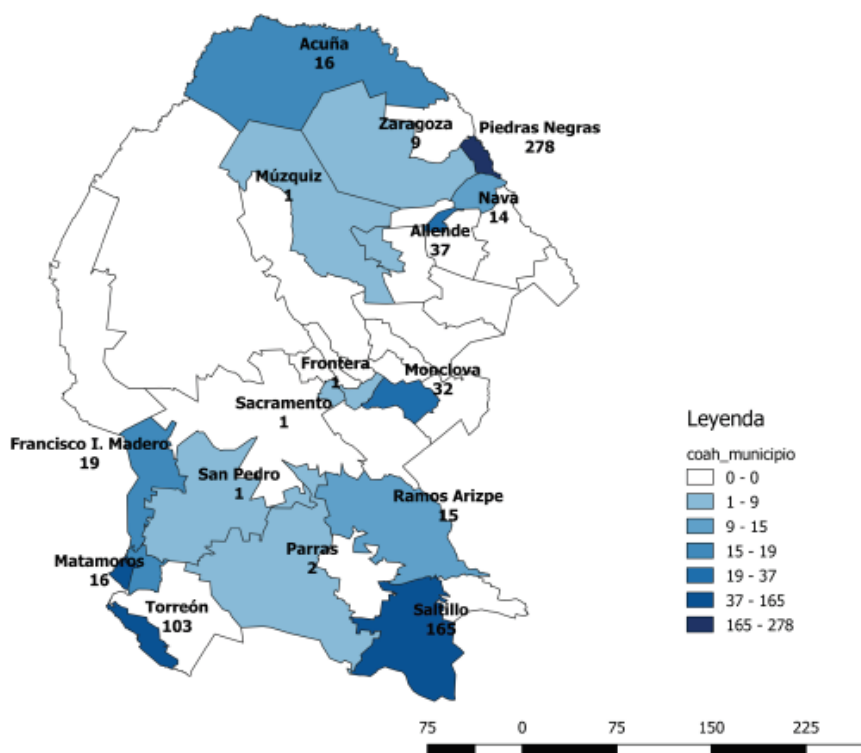 Acuña
16
Zaragoza
9
Piedras Negras
278
Múzquiz
1
Nava
14
Allende
37
Frontera
1
Monclova
32
Sacramento
1
Francisco I. Madero
19
San Pedro
1
Ramos Arizpe
15
Matamoros
16
Parras
2
Torreón
103
Saltillo
165
Leyenda
coah_municipio
0 - 0
1 - 9
9 - 15
15 - 19
19 - 37
37 - 165
165 - 278
75 0 75 150 225